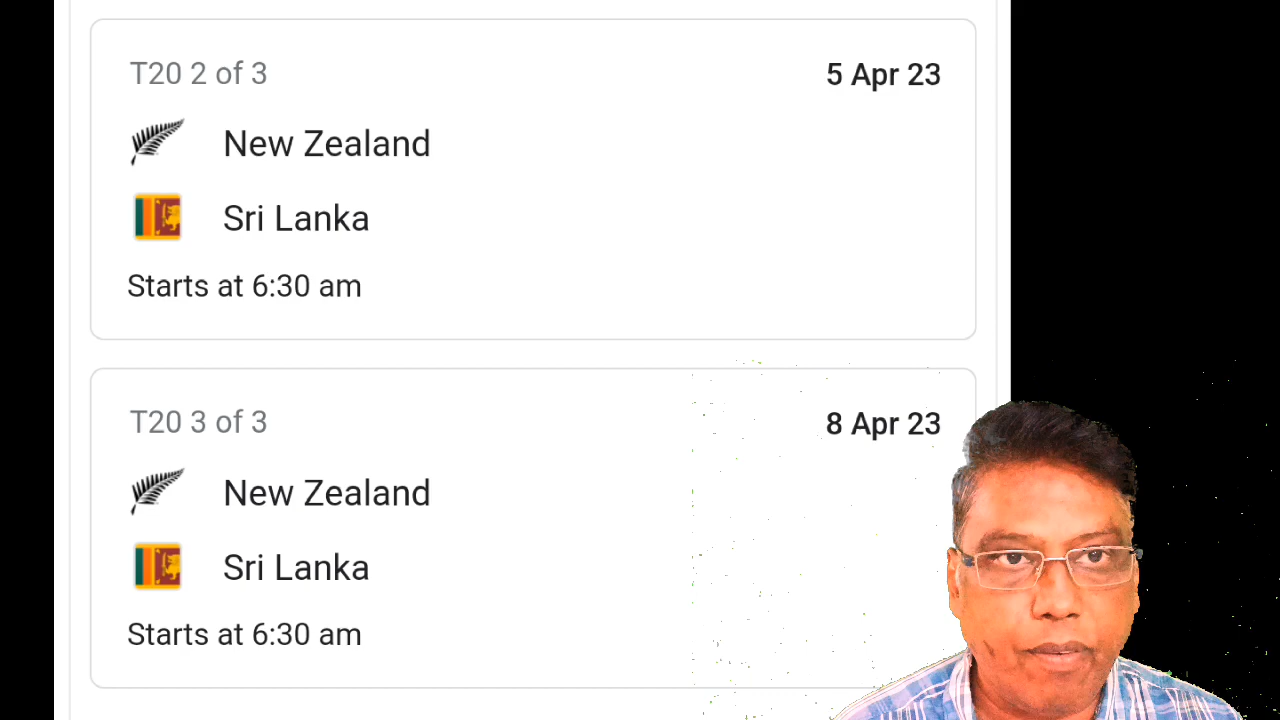 T20 2 of 3
5 Apr 23
New Zealand
Sri Lanka
Starts at 6:30 am
T20 3 of 3
8 Apr 23
New Zealand
Sri Lanka
Starts at 6:30 am